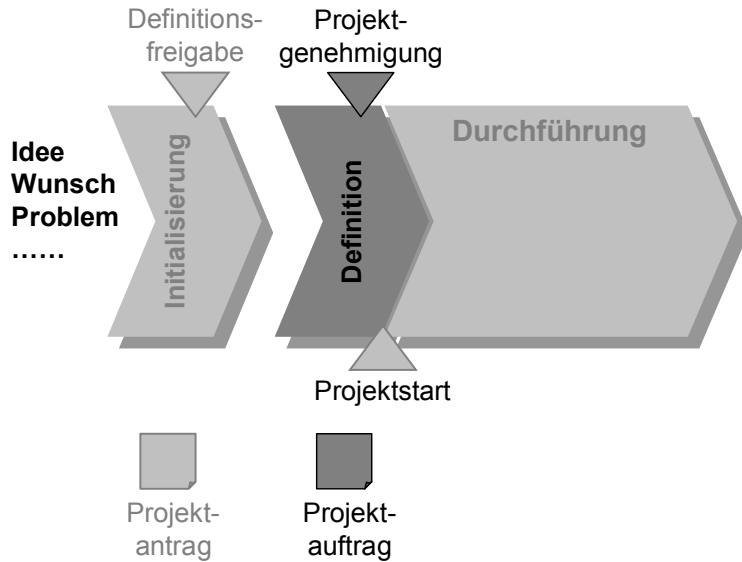 Definitions-
freigabe
Projekt-
genehmigung
Idee
Wunsch
Problem
......
Initialisierung
Definition
Durchführung
Projektstart
Projekt-
antrag
Projekt-
auftrag